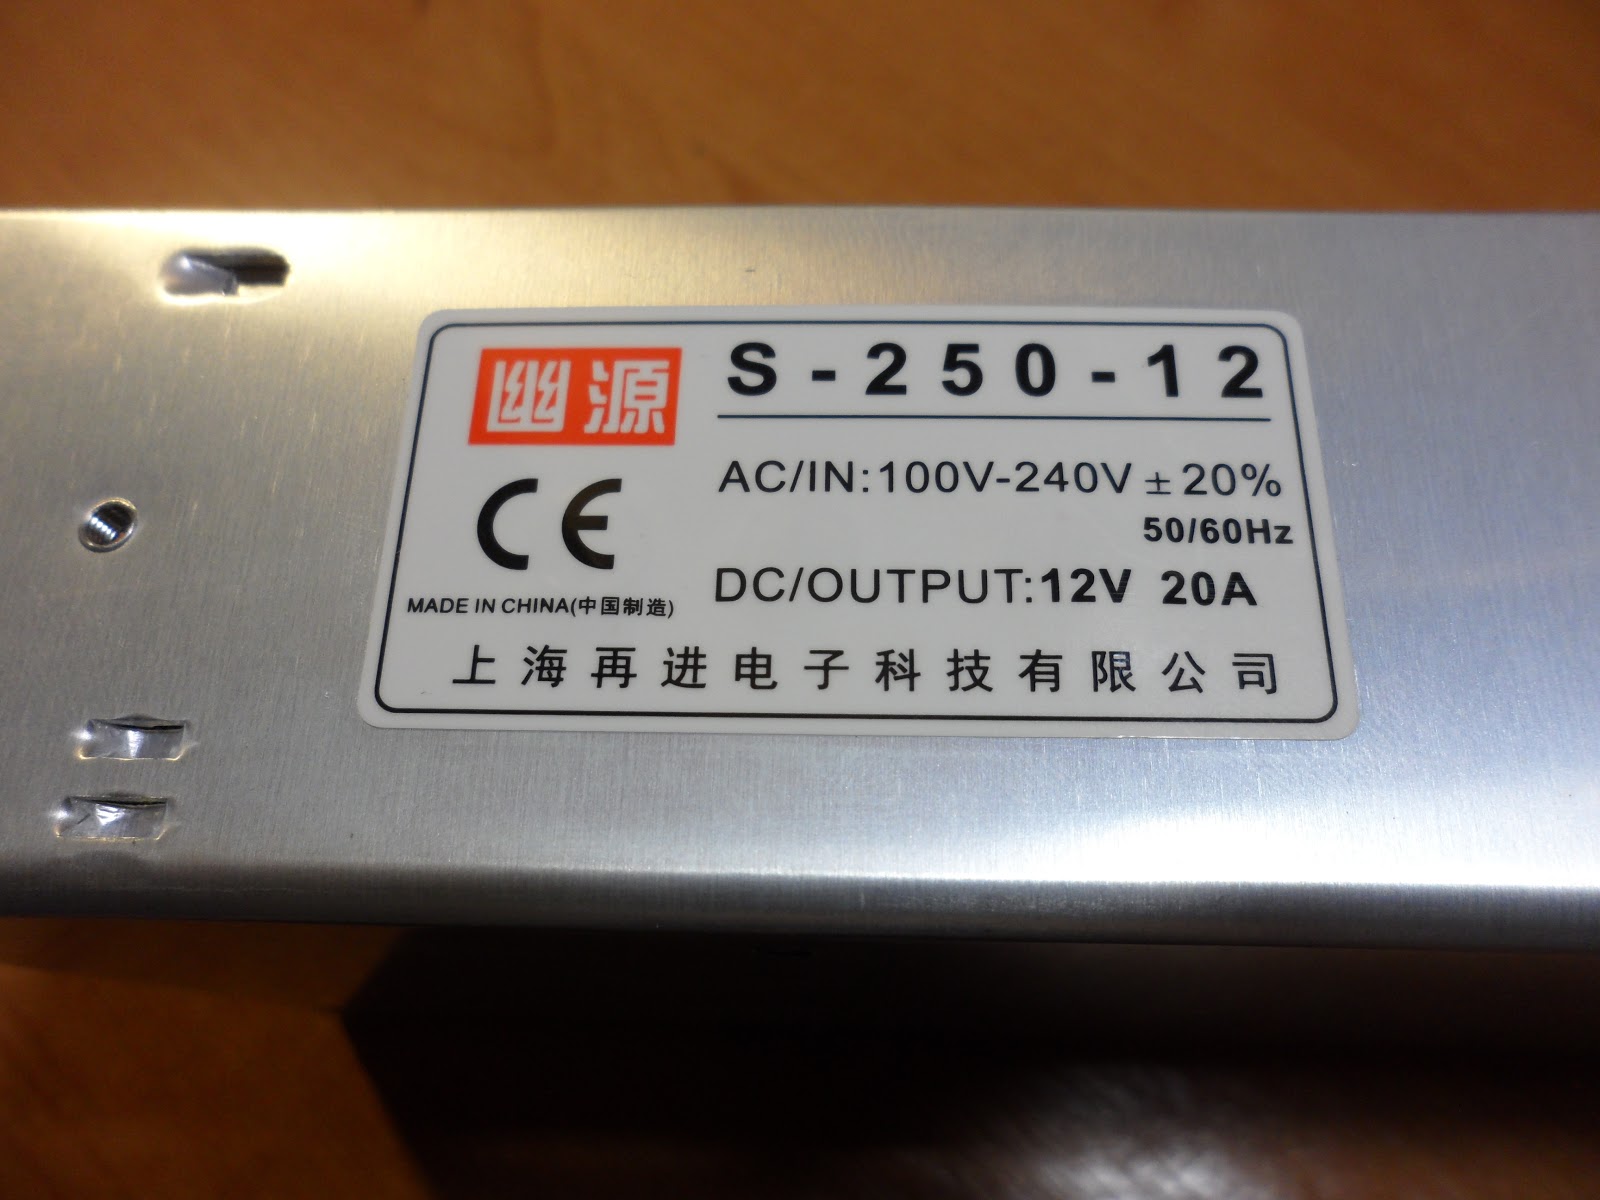 幽源
S-250-12
AC/IN:100V-240V ± 20%
50/60Hz
CE
DC/OUTPUT:12V 20A
MADE IN CHINA(中国制造)
上海再进电子科技有限公司